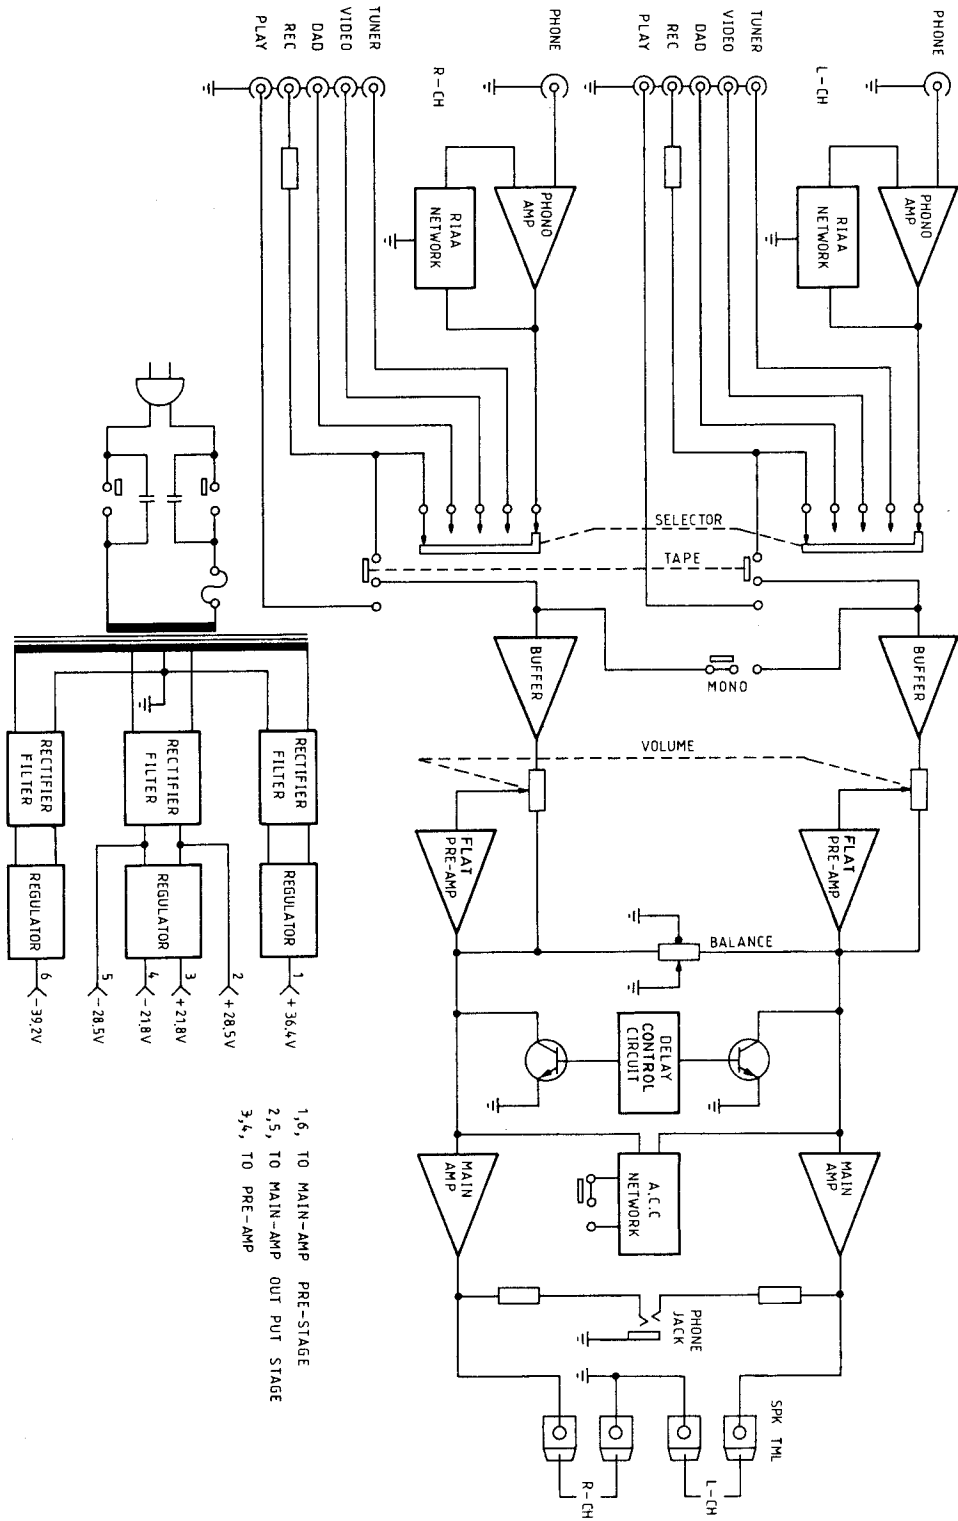 PHONE
L-CH
TUNER
VIDEO
DAD
REC
PLAY
PHONE
R-CH
TUNER
VIDEO
DAD
REC
PLAY
PHONO
AMP
RIAA
NETWORK
PHONO
AMP
RIAA
NETWORK
SELECTOR
TAPE
BUFFER
BUFFER
MONO
VOLUME
FLAT
PRE-AMP
FLAT
PRE-AMP
BALANCE
DELAY
CONTROL
CIRCUIT
MAIN
AMP
A.C.C
NETWORK
MAIN
AMP
PHONE
JACK
SPK TML
L-CH
R-CH
RECTIFIER
FILTER
REGULATOR
1
+36.4V
2
+28.5V
RECTIFIER
FILTER
REGULATOR
3
+21.8V
4
-21.8V
5
-28.5V
RECTIFIER
FILTER
REGULATOR
6
-39.2V
1,6, TO MAIN-AMP PRE-STAGE
2,5, TO MAIN-AMP OUT PUT STAGE
3,4, TO PRE-AMP